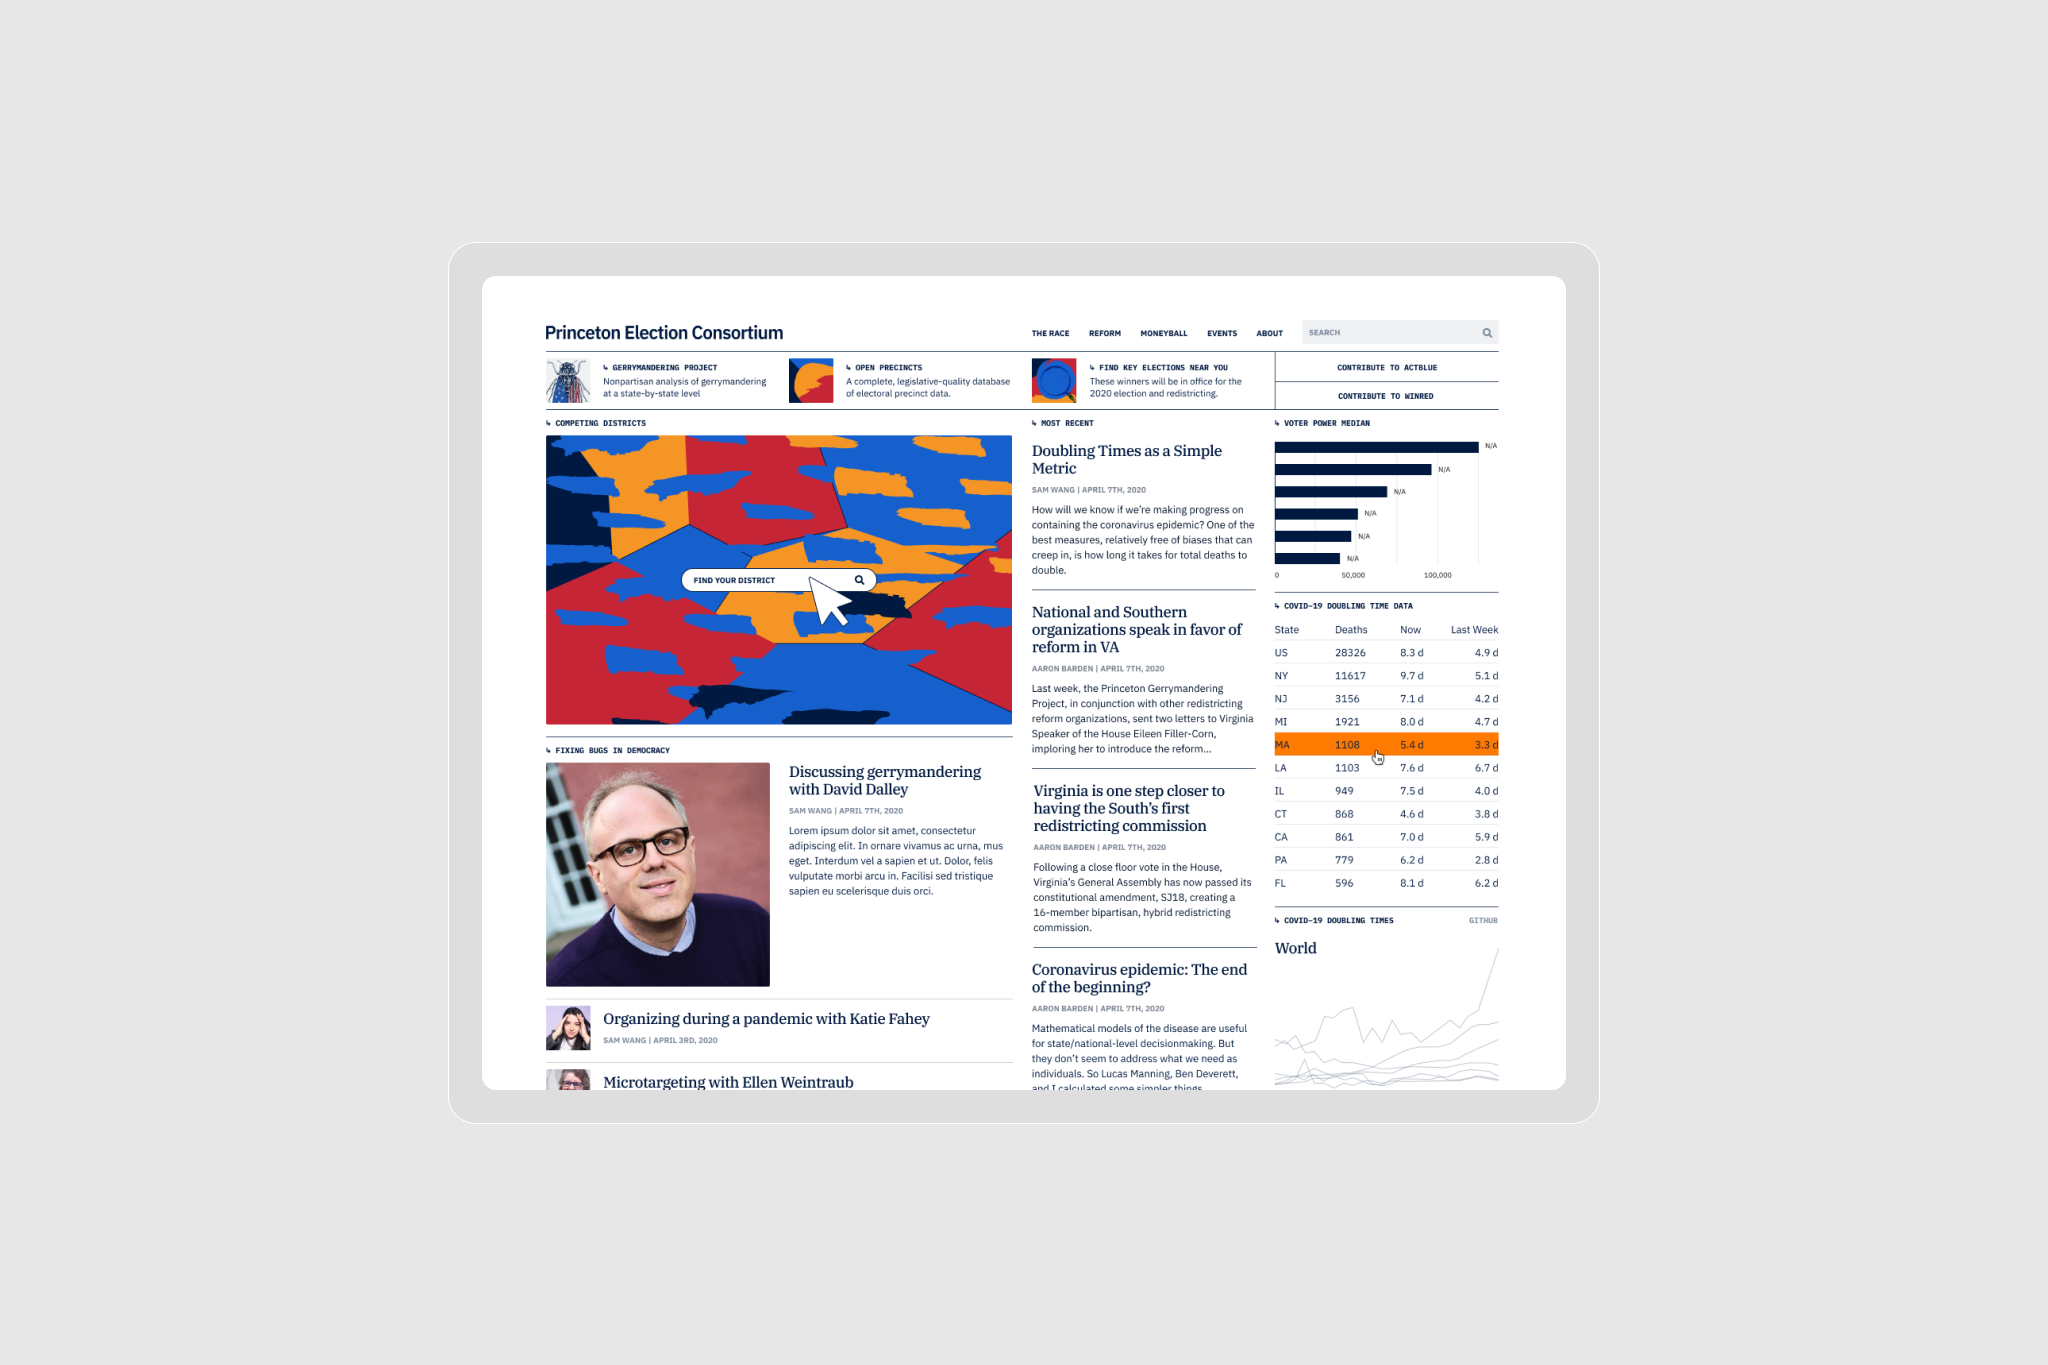 Princeton Election Consortium
THE RACE REFORM MONEYBALL EVENTS ABOUT SEARCH
↳ GERRYMANDERING PROJECT
Nonpartisan analysis of gerrymandering
at a state-by-state level
↳ OPEN PRECINCTS
A complete, legislative-quality database
of electoral precinct data.
↳ FIND KEY ELECTIONS NEAR YOU
These winners will be in office for the
2020 election and redistricting.
CONTRIBUTE TO ACTBLUE
CONTRIBUTE TO WINRED
↳ COMPETING DISTRICTS
FIND YOUR DISTRICT
↳ FIXING BUGS IN DEMOCRACY
Discussing gerrymandering
with David Dalley
SAM WANG | APRIL 7TH, 2020
Lorem ipsum dolor sit amet, consectetur
adipiscing elit. In ornare vivamus ac urna, mus
eget. Interdum vel a sapien et ut. Dolor, felis
vulputate morbi arcu in. Facilisi sed tristique
sapien eu scelerisque duis orci.
Organizing during a pandemic with Katie Fahey
SAM WANG | APRIL 3RD, 2020
Microtargeting with Ellen Weintraub
↳ MOST RECENT
Doubling Times as a Simple
Metric
SAM WANG | APRIL 7TH, 2020
How will we know if we're making progress on
containing the coronavirus epidemic? One of the
best measures, relatively free of biases that can
creep in, is how long it takes for total deaths to
double.
National and Southern
organizations speak in favor of
reform in VA
AARON BARDEN | APRIL 7TH, 2020
Last week, the Princeton Gerrymandering
Project, in conjunction with other redistricting
reform organizations, sent two letters to Virginia
Speaker of the House Eileen Filler-Corn,
imploring her to introduce the reform...
Virginia is one step closer to
having the South's first
redistricting commission
AARON BARDEN | APRIL 7TH, 2020
Following a close floor vote in the House,
Virginia's General Assembly has now passed its
constitutional amendment, SJ18, creating a
16-member bipartisan, hybrid redistricting
commission.
Coronavirus epidemic: The end
of the beginning?
AARON BARDEN | APRIL 7TH, 2020
Mathematical models of the disease are useful
for state/national-level decisionmaking. But
they don't seem to address what we need as
individuals. So Lucas Manning, Ben Deverett,
and I calculated some simpler things
↳ VOTER POWER MEDIAN
N/A
N/A
N/A
N/A
N/A
N/A
0 50,000 100,000
↳ COVID-19 DOUBLING TIME DATA
State Deaths Now Last Week
US 28326 8.3 d 4.9 d
NY 11617 9.7 d 5.1 d
NJ 3156 7.1 d 4.2 d
MI 1921 8.0 d 4.7 d
MA 1108 5.4 d 3.3 d
LA 1103 7.6 d 6.7 d
IL 949 7.5 d 4.0 d
CT 868 4.6 d 3.8 d
CA 861 7.0 d 5.9 d
PA 779 6.2 d 2.8 d
FL 596 8.1 d 6.2 d
↳ COVID-19 DOUBLING TIMES GITHUB
World